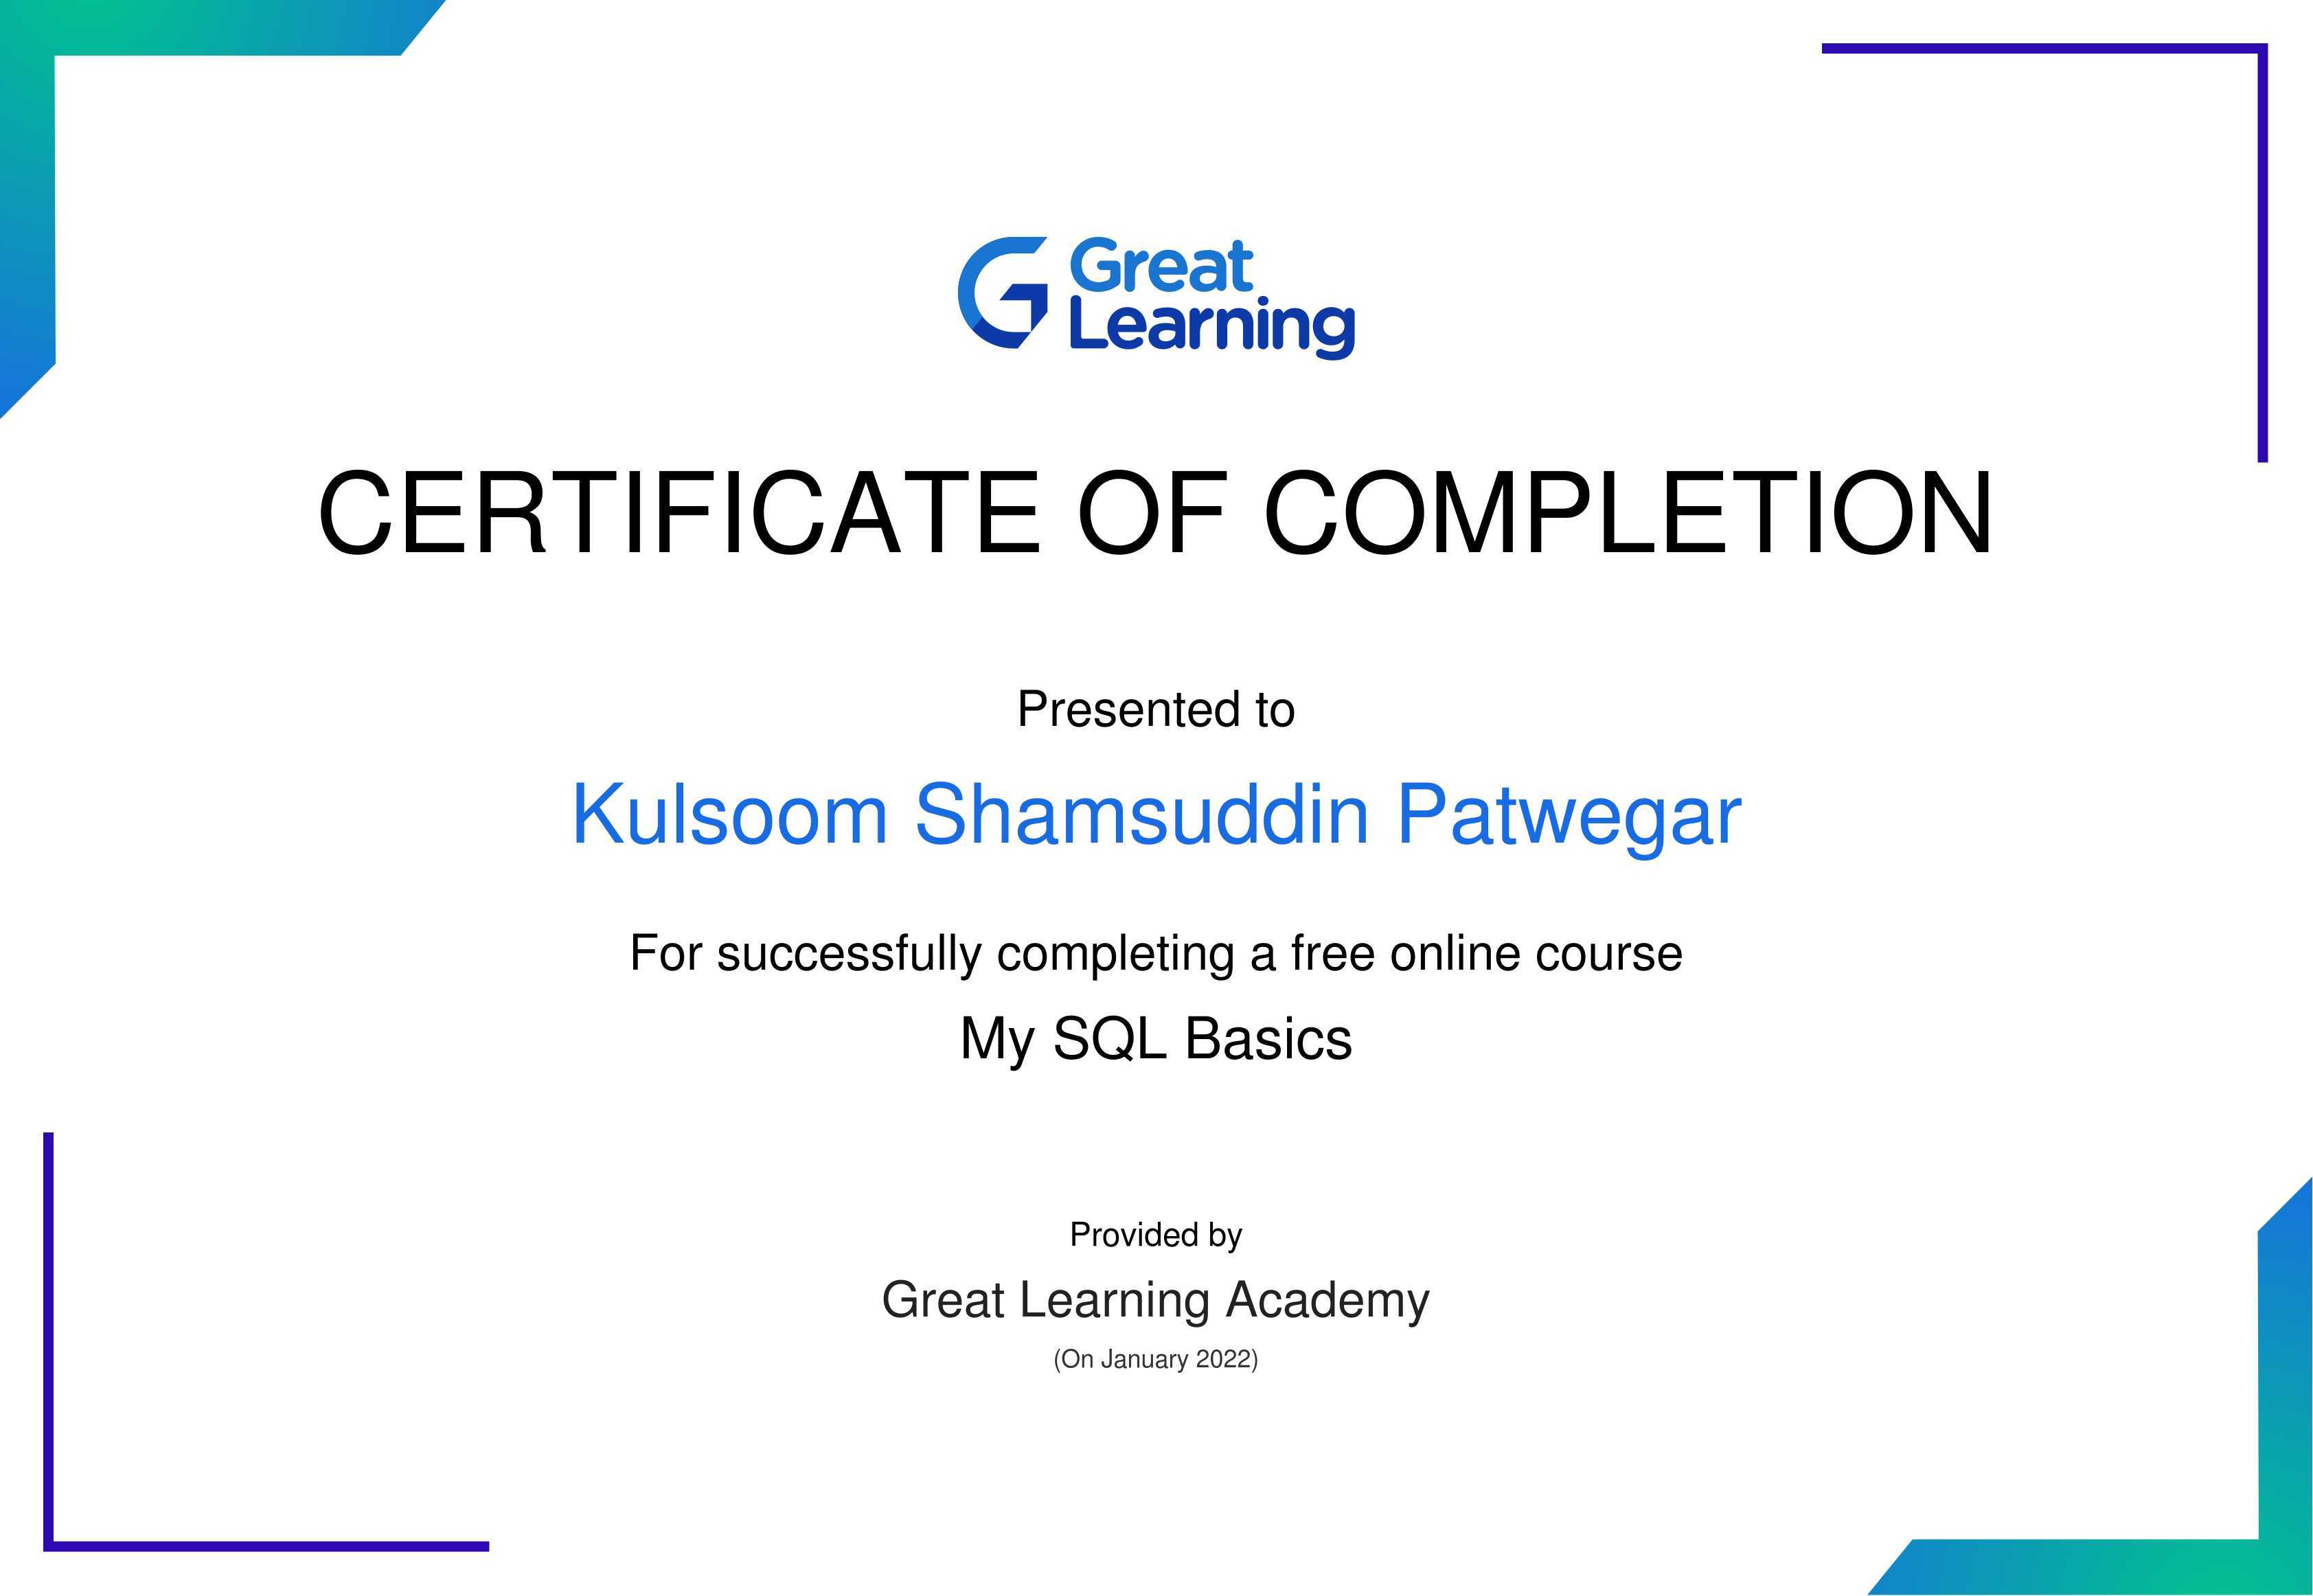 Great
Learning
CERTIFICATE OF COMPLETION
Presented to
Kulsoom Shamsuddin Patwegar
For successfully completing a free online course
My SQL Basics
Provided by
Great Learning Academy
(On January 2022)